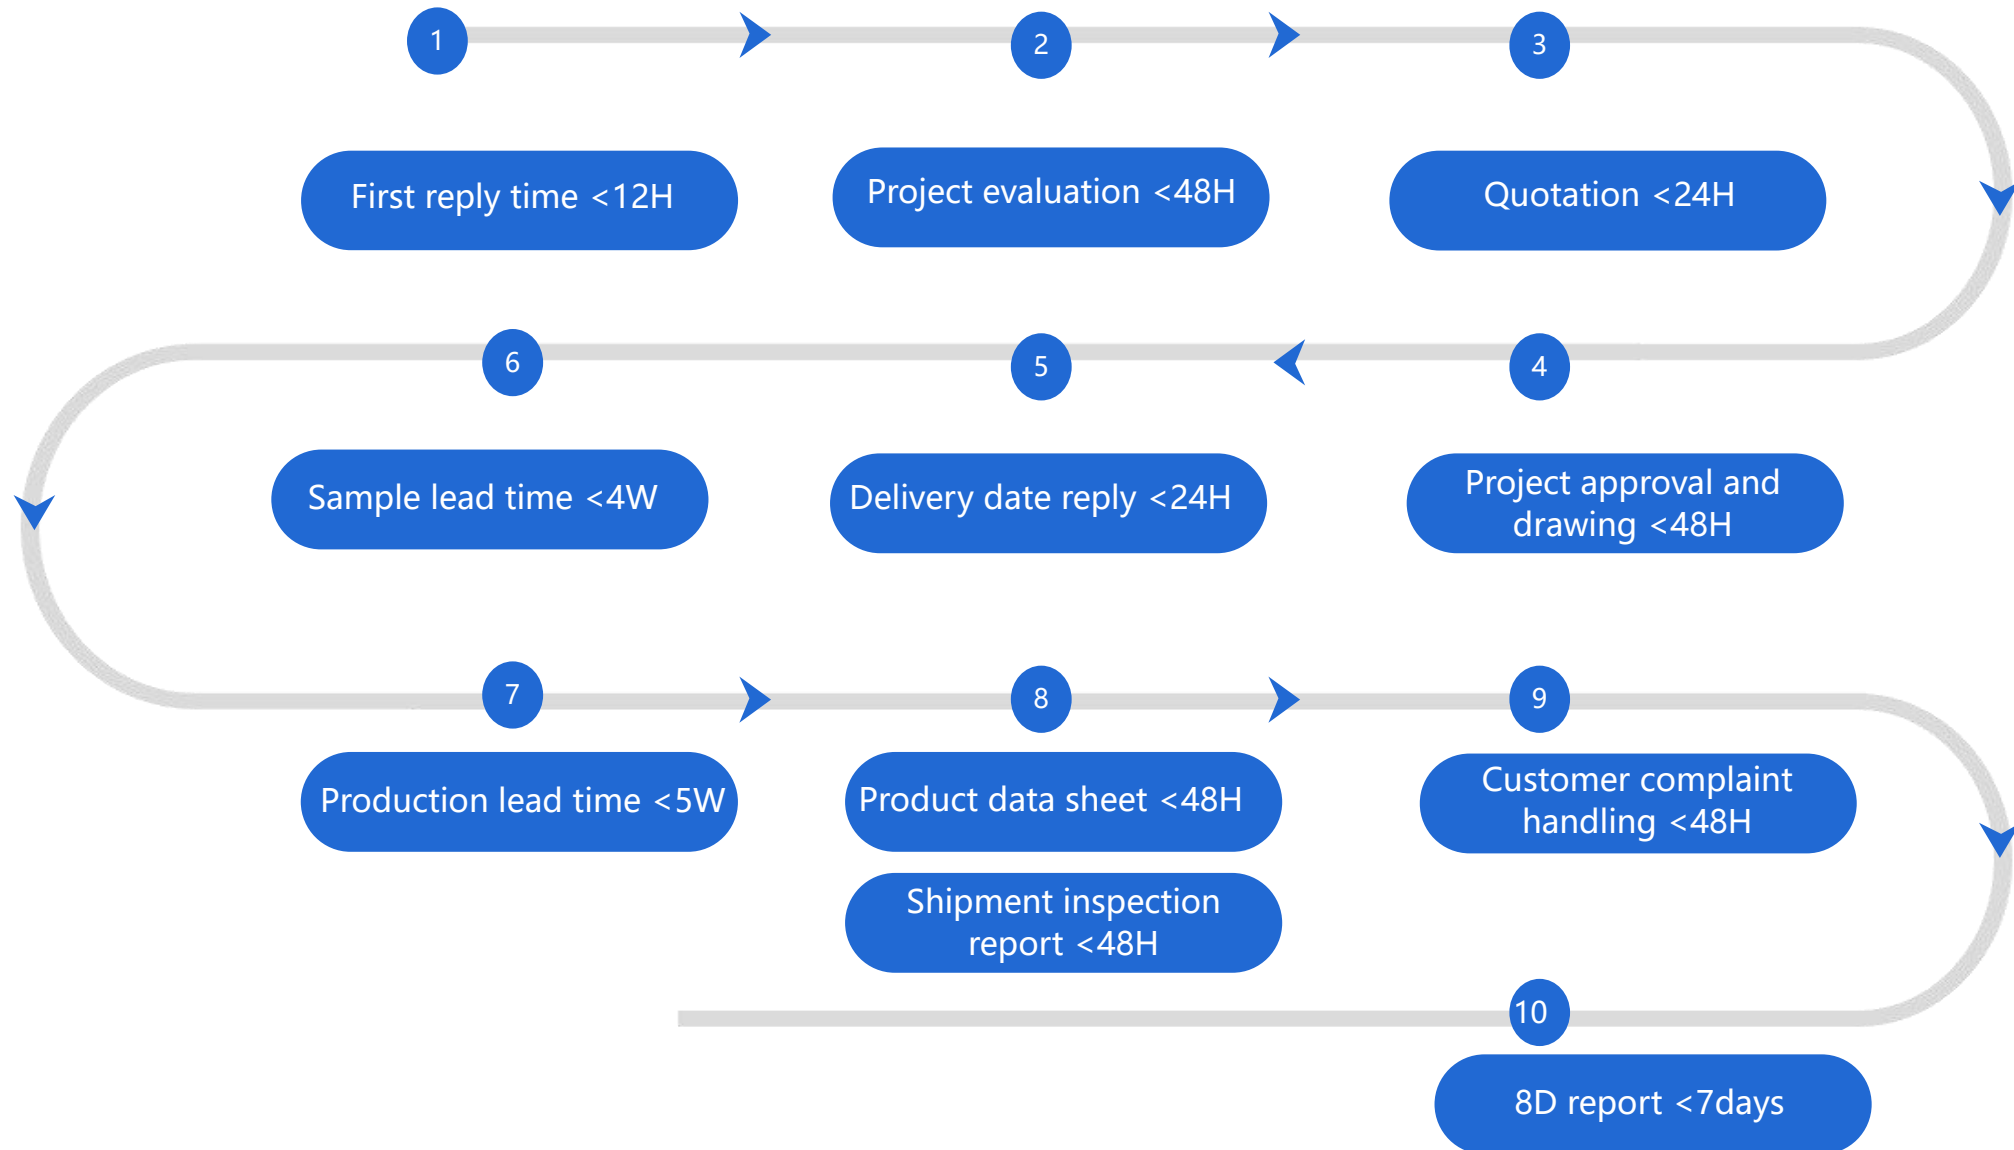 1
2
3
First reply time <12H
Project evaluation <48H
Quotation <24H
6
5
4
Sample lead time <4W
Delivery date reply <24H
Project approval and
drawing <48H
7
8
9
Production lead time <5W
Product data sheet <48H
Customer complaint
handling <48H
Shipment inspection
report <48H
10
8D report <7days